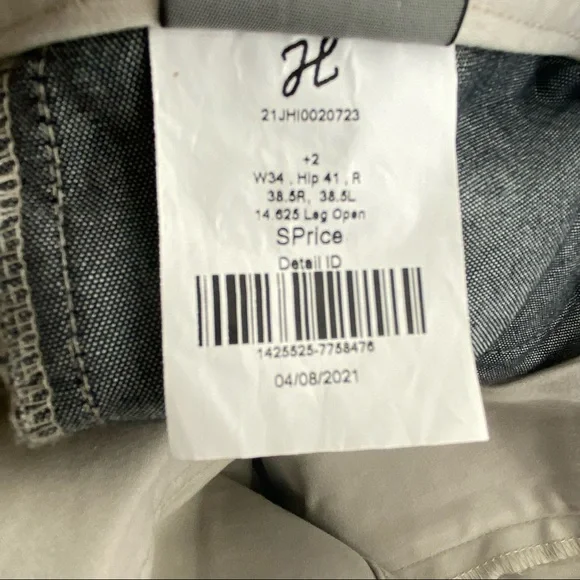 H
21JHI0020723
+2
W34 . Hip 41 , R
38.5R, 38.5L
14.625 Leg Open
SPrice
Detail ID
1425525-7758476
04/08/2021